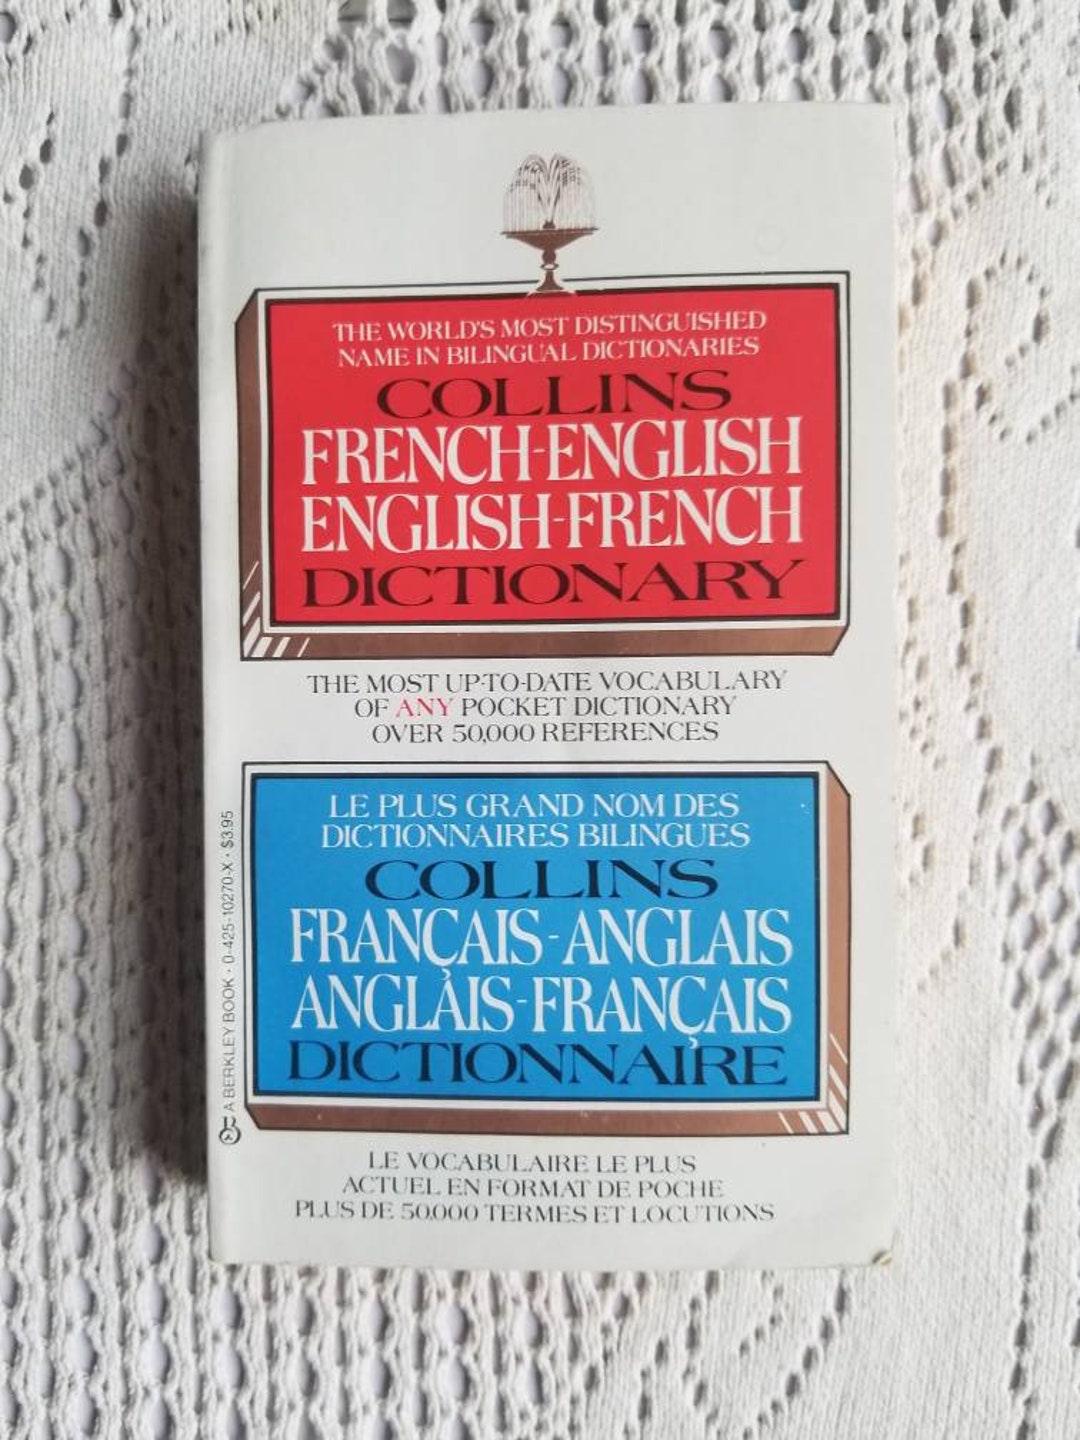 THE WORLD'S MOST DISTINGUISHED
NAME IN BILINGUAL DICTIONARIES
COLLINS
FRENCH-ENGLISH
ENGLISH-FRENCH
DICTIONARY
THE MOST UP-TO-DATE VOCABULARY
OF ANY POCKET DICTIONARY
OVER 50,000 REFERENCES
LE PLUS GRAND NOM DES
DICTIONNAIRES BILINGUES
COLLINS
FRANÇAIS-ANGLAIS
ANGLAIS-FRANÇAIS
DICTIONNAIRE
LE VOCABULAIRE LE PLUS
ACTUEL EN FORMAT DE POCHE
PLUS DE 50.000 TERMES ET LOCUTIONS
A BERKLEY BOOK · 0-425-10270-X · $3.95